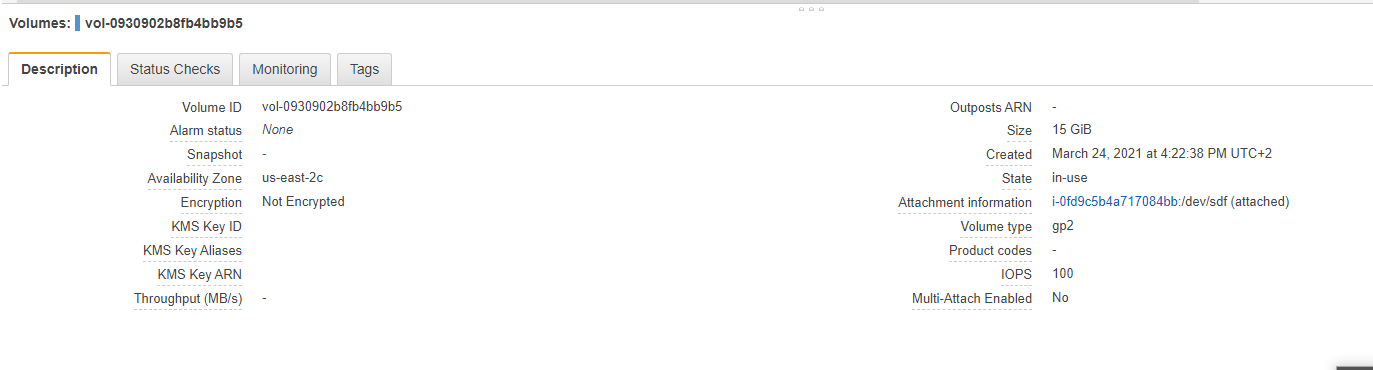 Volumes: vol-0930902b8fb4bb9b5
Description Status Checks Monitoring Tags
Volume ID vol-0930902b8fb4bb9b5 Outposts ARN -
Alarm status None Size 15 GiB
Snapshot - Created March 24, 2021 at 4:22:38 PM UTC+2
Availability Zone us-east-2c State in-use
Encryption Not Encrypted Attachment information i-0fd9c5b4a717084bb:/dev/sdf (attached)
KMS Key ID Volume type gp2
KMS Key Aliases Product codes -
KMS Key ARN IOPS 100
Throughput (MB/s) - Multi-Attach Enabled No